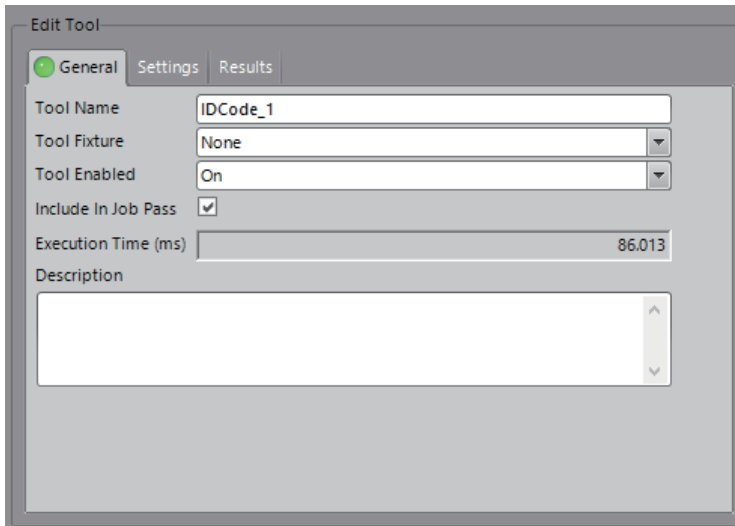 Edit Tool
General Settings Results
Tool Name IDCode_1
Tool Fixture None
Tool Enabled On
Include In Job Pass
Execution Time (ms) 86.013
Description